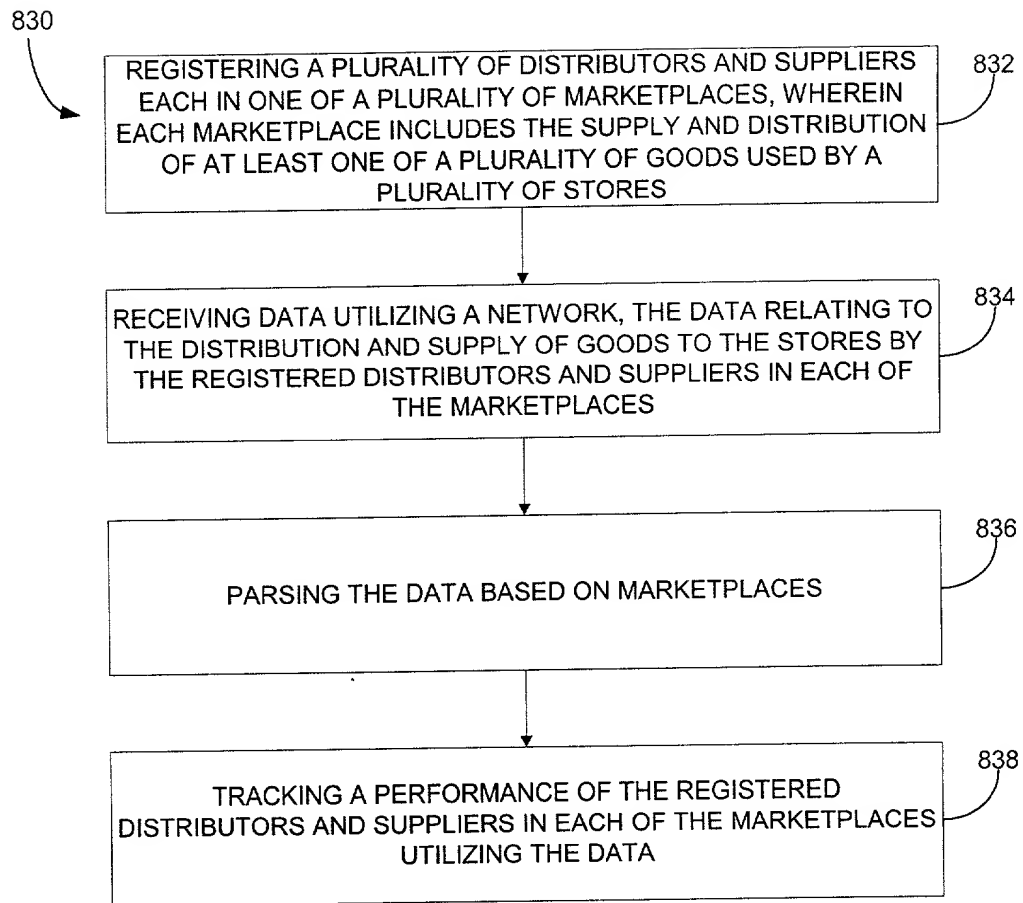 830
REGISTERING A PLURALITY OF DISTRIBUTORS AND SUPPLIERS
EACH IN ONE OF A PLURALITY OF MARKETPLACES, WHEREIN
EACH MARKETPLACE INCLUDES THE SUPPLY AND DISTRIBUTION
OF AT LEAST ONE OF A PLURALITY OF GOODS USED BY A
PLURALITY OF STORES
832
RECEIVING DATA UTILIZING A NETWORK, THE DATA RELATING TO
THE DISTRIBUTION AND SUPPLY OF GOODS TO THE STORES BY
THE REGISTERED DISTRIBUTORS AND SUPPLIERS IN EACH OF
THE MARKETPLACES
834
PARSING THE DATA BASED ON MARKETPLACES
836
TRACKING A PERFORMANCE OF THE REGISTERED
DISTRIBUTORS AND SUPPLIERS IN EACH OF THE MARKETPLACES
UTILIZING THE DATA
838